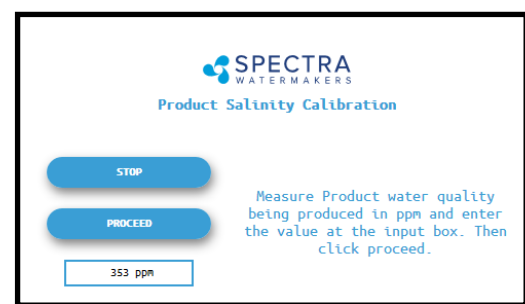 SPECTRA
WATERMAKERS
Product Salinity Calibration
STOP
PROCEED
353 ppm
Measure Product water quality
being produced in ppm and enter
the value at the input box. Then
click proceed.